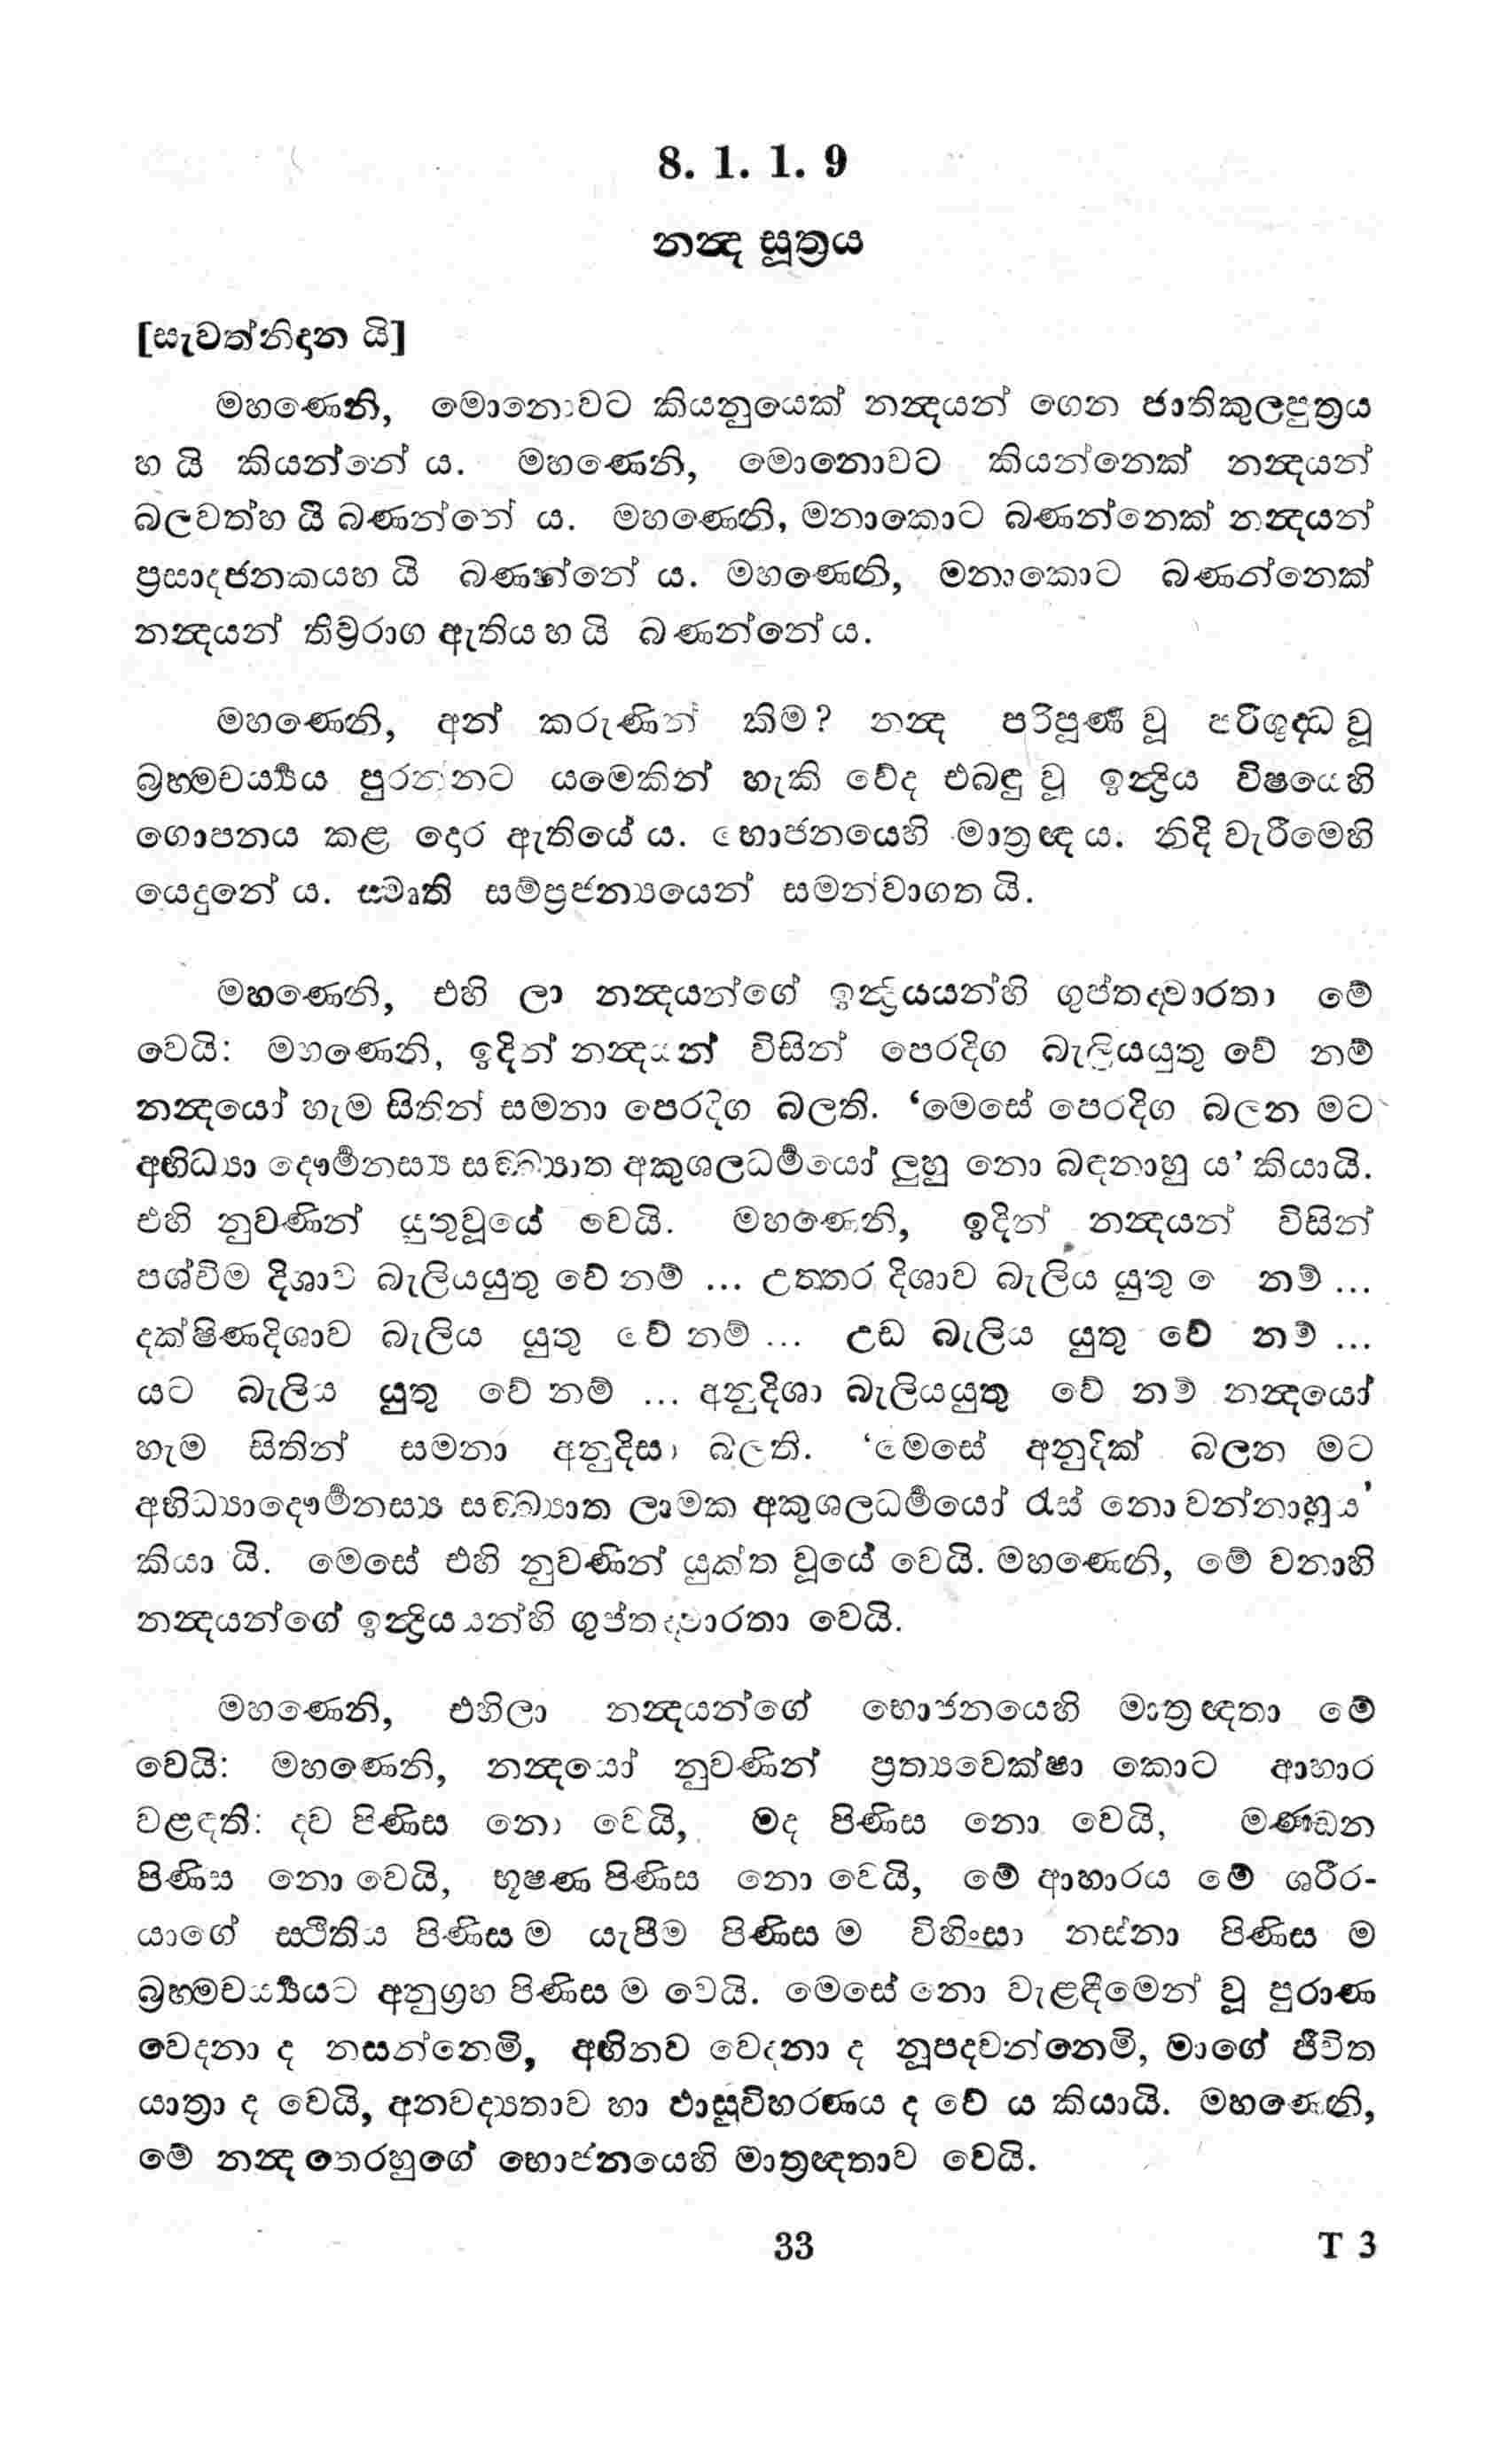 8. 1. 1. 9
නන්‍ද සූත්‍රය
[සැවත්නිදාන යි]
මහණෙනි, මොනොවට කියනුයෙක් නන්‍දයන් ගෙන ජාතිකුලපුත්‍රය
හ යි කියන්නේ ය. මහණෙනි, මොනොවට කියන්නෙක් නන්‍දයන්
බලවත්හ යි බණන්නේ ය. මහණෙනි, මනාකොට බණන්නෙක් නන්‍දයන්
ප්‍රසාදජනකයහ යි බණන්නේ ය. මහණෙනි, මනාකොට බණන්නෙක්
නන්‍දයන් තිව්‍රරාග ඇතිය හ යි බණන්නේ ය.
මහණෙනි, අන් කරුණින් කිම? නන්‍ද පරිපූර්‍ණ වූ පරිශුද්‍ධ වූ
බ්‍රහ්මචර්‍ය්‍යය පුරන්නට යමෙකින් හැකි වේද එබඳු වූ ඉන්‍ද්‍රිය විෂයෙහි
ගොපනය කළ දොර ඇතියේ ය. භොජනයෙහි මාත්‍රඥ ය. නිදි වැරීමෙහි
යෙදුනේ ය. ස්මෘති සම්ප්‍රජන්‍යයෙන් සමන්වාගත යි.
මහණෙනි, එහි ලා නන්‍දයන්ගේ ඉන්‍ද්‍රියයන්හි ගුප්තද්‍වාරතා මේ
වෙයි: මහණෙනි, ඉදින් නන්‍දයන් විසින් පෙරදිග බැලියයුතු වේ නම්
නන්‍දයෝ හැම සිතින් සමනා පෙරදිග බලති. ‘මෙසේ පෙරදිග බලන මට
අභිධ්‍යා දෞර්‍මනස්‍ය සඞ්ඛ්‍යාත අකුශලධර්‍මයෝ ලුහු නො බඳනාහු ය’ කියායි.
එහි නුවණින් යුතුවූයේ වෙයි. මහණෙනි, ඉදින් නන්‍දයන් විසින්
පශ්චිම දිශාව බැලියයුතු වේ නම් ... උත්තර දිශාව බැලිය යුතු නම් ...
දක්ෂිණදිශාව බැලිය යුතු වේ නම් ... උඩ බැලිය යුතු වේ නම් ...
යට බැලිය යුතු වේ නම් ... අනුදිශා බැලියයුතු වේ නම් නන්‍දයෝ
හැම සිතින් සමනා අනුදිසා බලති. ‘මෙසේ අනුදික් බලන මට
අභිධ්‍යාදෞර්‍මනස්‍ය සඞ්ඛ්‍යාත ලාමක අකුශලධර්‍මයෝ රැස් නො වන්නාහුය’
කියා යි. මෙසේ එහි නුවණින් යුක්ත වූයේ වෙයි. මහණෙනි, මේ වනාහි
නන්‍දයන්ගේ ඉන්‍ද්‍රියයන්හි ගුප්තද්‍වාරතා වෙයි.
මහණෙනි, එහිලා නන්‍දයන්ගේ භොජනයෙහි මාත්‍රඥතා මේ
වෙයි: මහණෙනි, නන්‍දයෝ නුවණින් ප්‍රත්‍යවෙක්ෂා කොට ආහාර
වළඳති: දව පිණිස නො වෙයි, මද පිණිස නො වෙයි, මණ්ඩන
පිණිස නො වෙයි, භූෂණ පිණිස නො වෙයි, මේ ආහාරය මේ ශරීර-
යාගේ ස්ථිතිය පිණිස ම යැපීම පිණිස ම විහිංසා නස්නා පිණිස ම
බ්‍රහ්මචර්‍ය්‍යයට අනුග්‍රහ පිණිස ම වෙයි. මෙසේ නො වැළඳීමෙන් වූ පුරාණ
වෙදනා ද නසන්නෙමි, අභිනව වෙදනා ද නූපදවන්නෙමි, මාගේ ජීවිත
යාත්‍රා ද වෙයි, අනවද්‍යතාව හා ඵාසුවිහරණය ද වේ ය කියායි. මහණෙනි,
මේ නන්‍ද තෙරහුගේ භොජනයෙහි මාත්‍රඥතාව වෙයි.
33 T 3